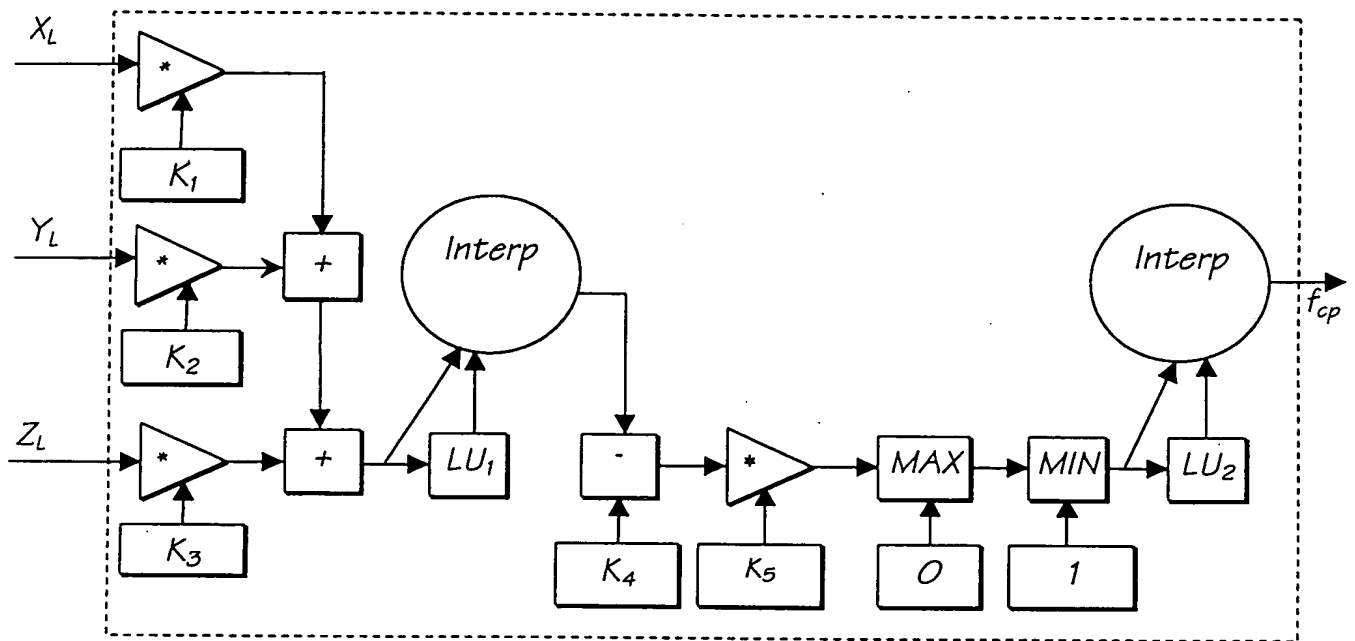 X_L
*
K_1
Y_L
*
+
Interp
Interp
f_cp
K_2
Z_L
*
+
LU_1
-
*
MAX
MIN
LU_2
K_3
K_4
K_5
0
1